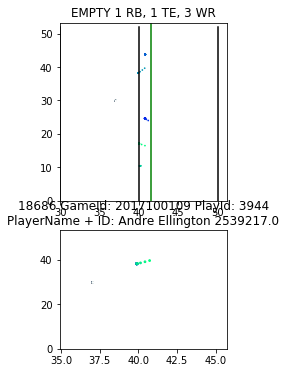 EMPTY 1 RB, 1 TE, 3 WR
50
40
30
20
10
0
30 35 40 45 50
18686 GameId: 2017100109 PlayId: 3944
PlayerName + ID: Andre Ellington 2539217.0
40
20
0
35.0 37.5 40.0 42.5 45.0